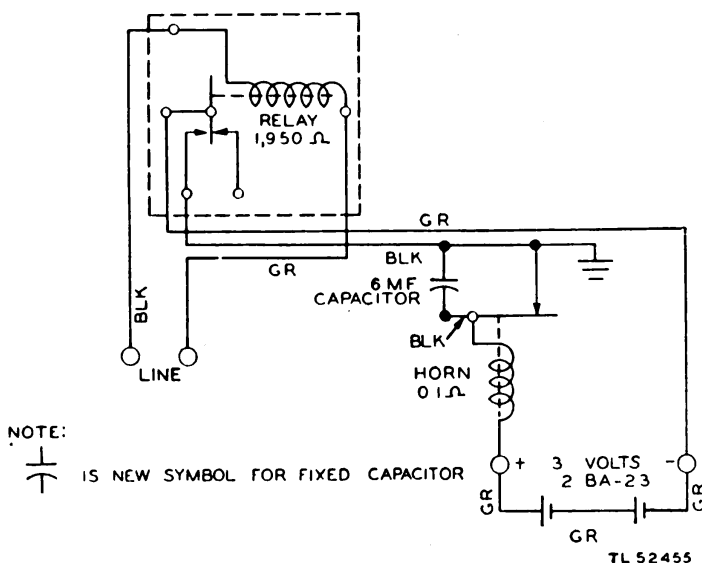 RELAY
1,950 Ω
GR
BLK
GR
BLK
6 MF
CAPACITOR
LINE
BLK
HORN
0.1 Ω
NOTE:
IS NEW SYMBOL FOR FIXED CAPACITOR
+ 3 VOLTS -
2 BA-23
GR
GR
GR
TL 52455